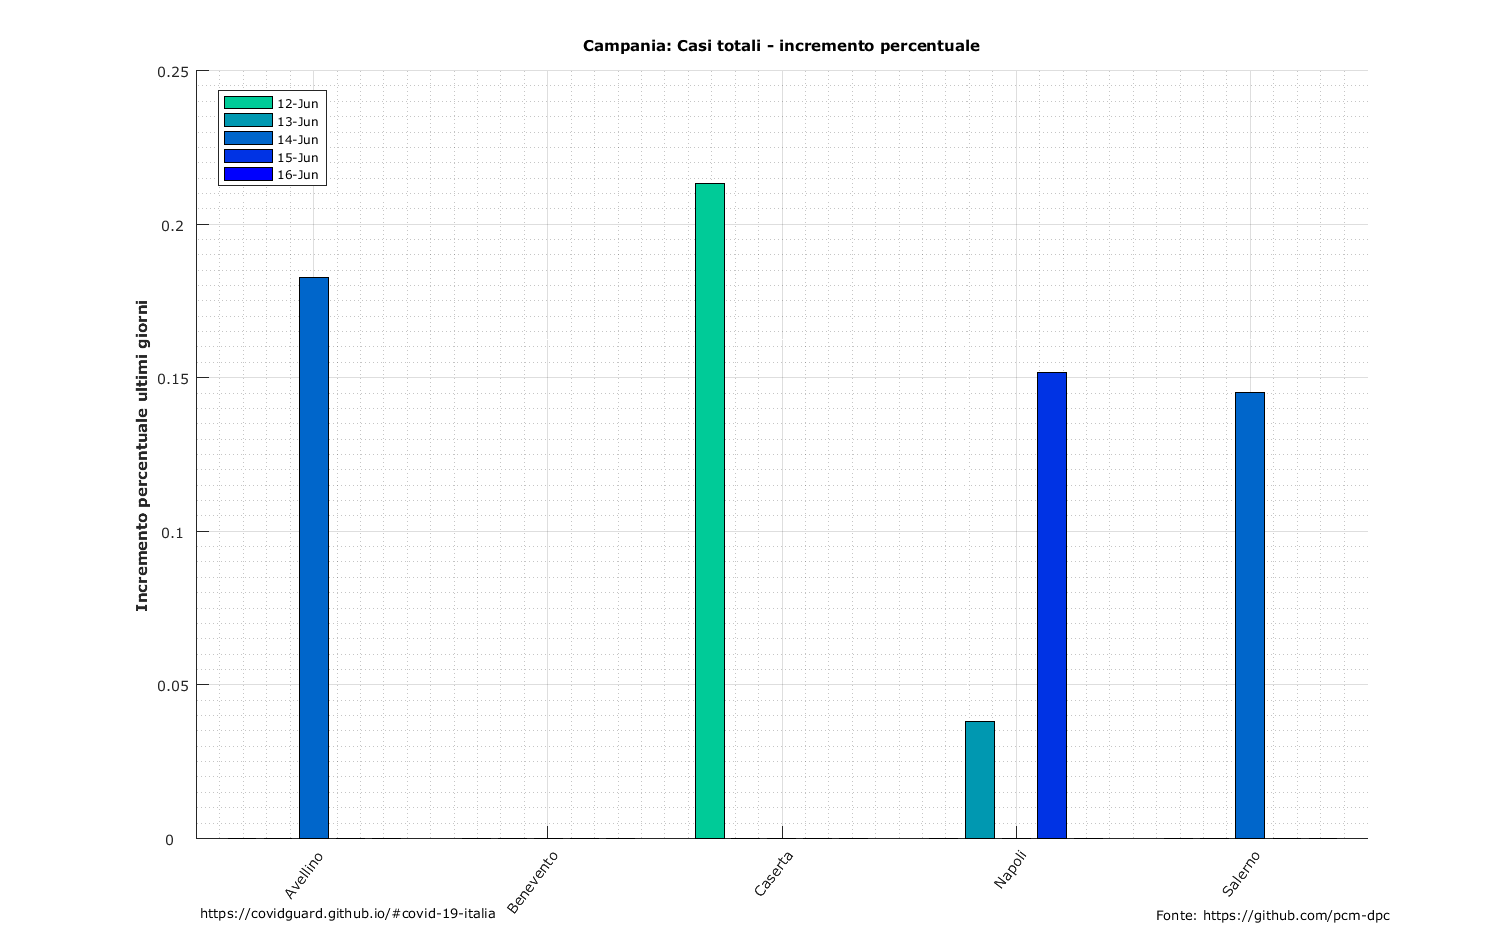 Campania: Casi totali - incremento percentuale
0.25
12-Jun
13-Jun
14-Jun
15-Jun
16-Jun
0.2
0.15
0.1
0.05
0
Incremento percentuale ultimi giorni
Avellino
Benevento
Caserta
Napoli
Salerno
https://covidguard.github.io/#covid-19-italia
Fonte: https://github.com/pcm-dpc